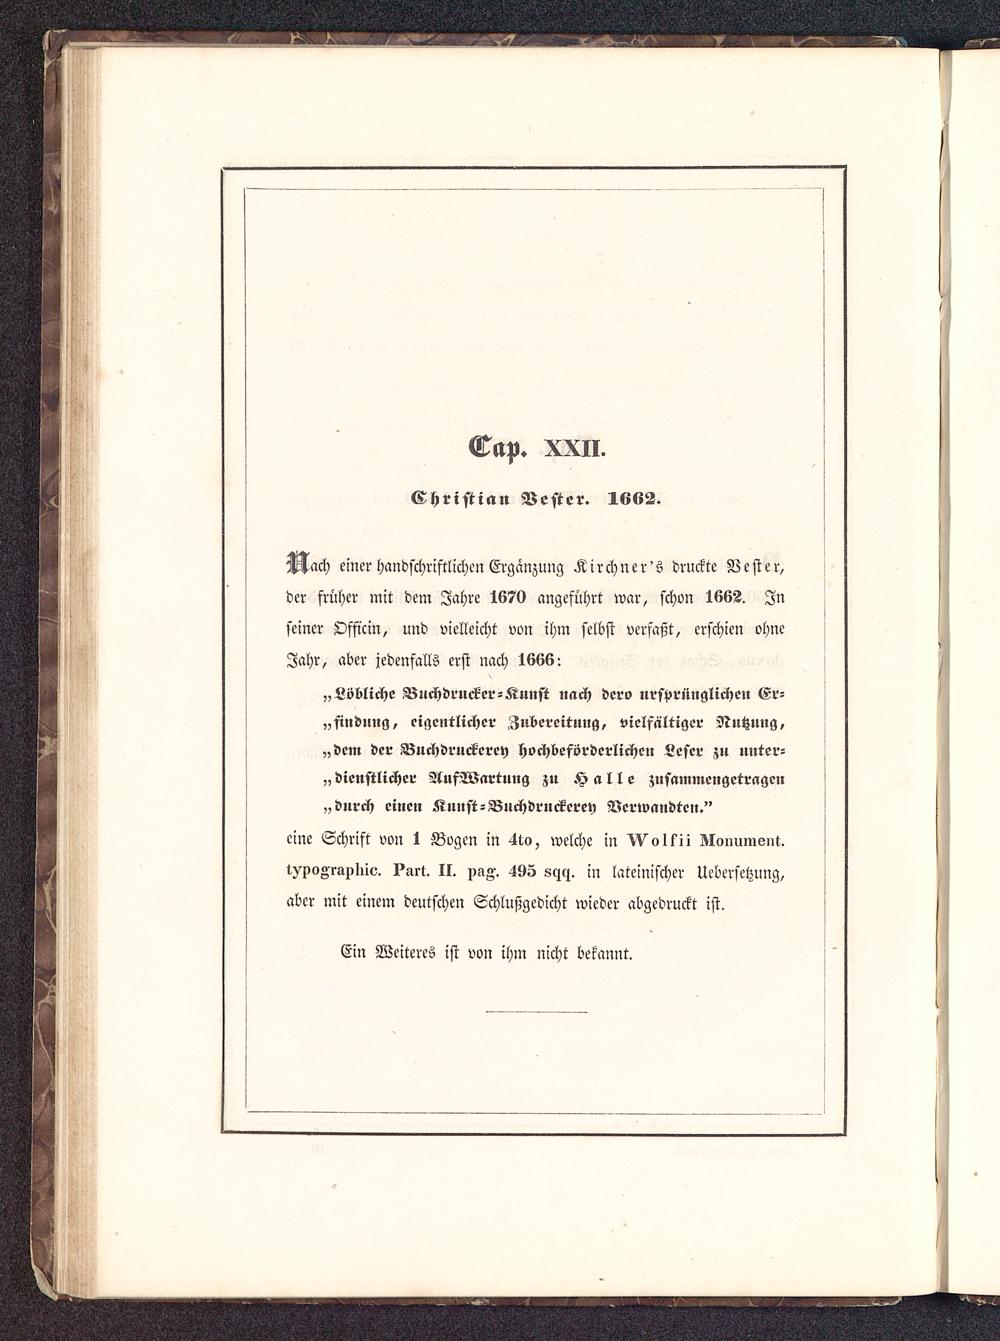 Cap. XXII.
Christian Vester. 1662.
Nach einer handschriftlichen Ergänzung Kirchner's druckte Vester,
der früher mit dem Jahre 1670 angeführt war, schon 1662. In
seiner Officin, und vielleicht von ihm selbst verfaßt, erschien ohne
Jahr, aber jedenfalls erst nach 1666:
„Löbliche Buchdrucker-Kunst nach dero ursprünglichen Er-
„findung, eigentlicher Zubereitung, vielfältiger Nutzung,
„dem der Buchdruckerey hochbeförderlichen Leser zu unter-
„dienstlicher AufWartung zu Halle zusammengetragen
„durch einen Kunst-Buchdruckerey Verwandten.”
eine Schrift von 1 Bogen in 4to, welche in Wolfii Monument.
typographic. Part. II. pag. 495 sqq. in lateinischer Uebersetzung,
aber mit einem deutschen Schlußgedicht wieder abgedruckt ist.
Ein Weiteres ist von ihm nicht bekannt.